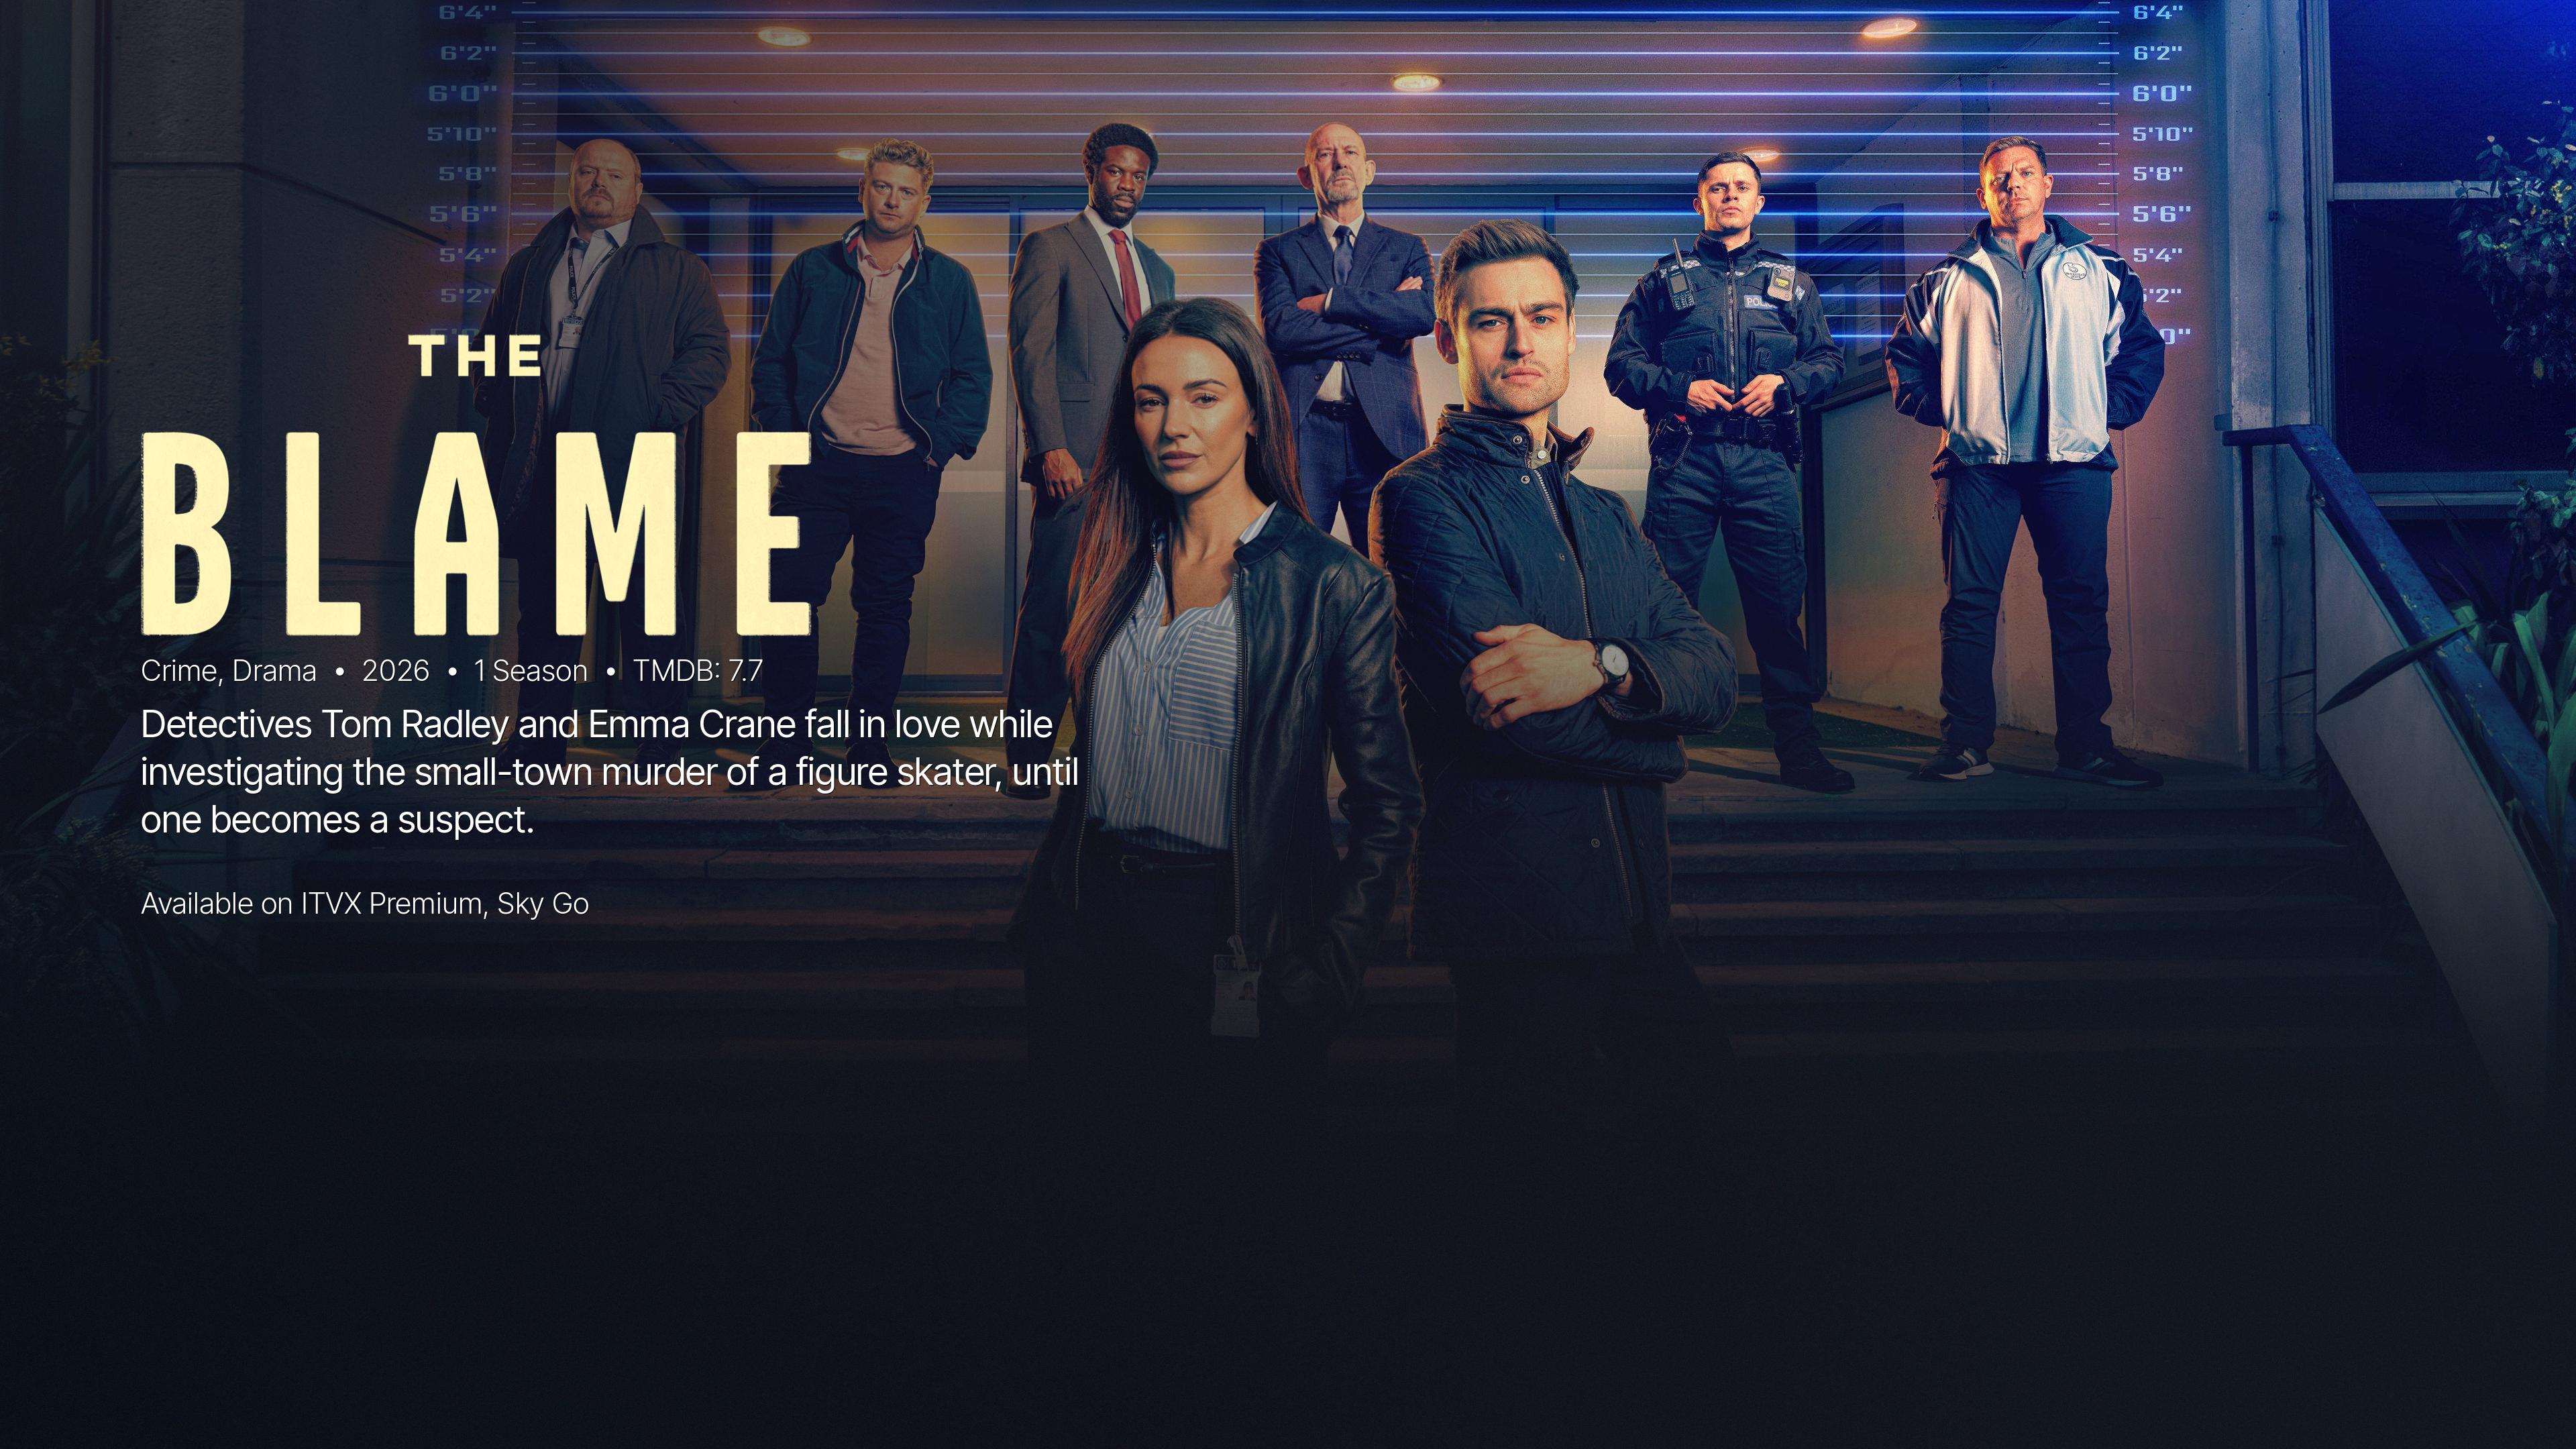 6'4" 6'4"
6'2" 6'2"
6'0" 6'0"
5'10" 5'10"
5'8" 5'8"
5'6" 5'6"
5'4" 5'4"
5'2" '2"
0"
POLI
THE
BLAME
Crime, Drama • 2026 • 1 Season • TMDB: 7.7
Detectives Tom Radley and Emma Crane fall in love while
investigating the small-town murder of a figure skater, until
one becomes a suspect.
Available on ITVX Premium, Sky Go